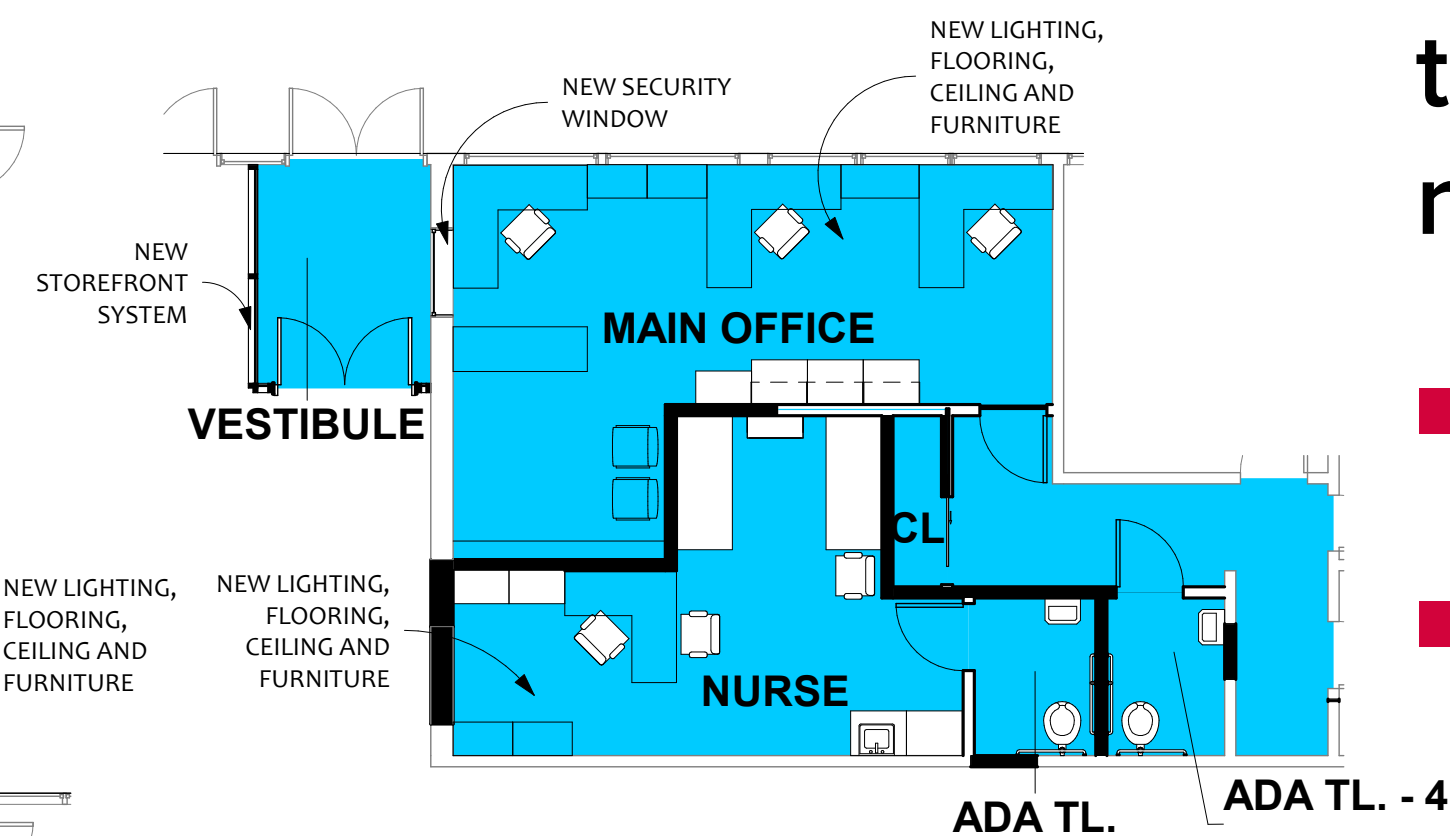 NEW LIGHTING,
FLOORING,
CEILING AND
FURNITURE
NEW SECURITY
WINDOW
NEW
STOREFRONT
SYSTEM
MAIN OFFICE
VESTIBULE
CL
NEW LIGHTING,
FLOORING,
CEILING AND
FURNITURE
NEW LIGHTING,
FLOORING,
CEILING AND
FURNITURE
NURSE
ADA TL.
ADA TL. - 4